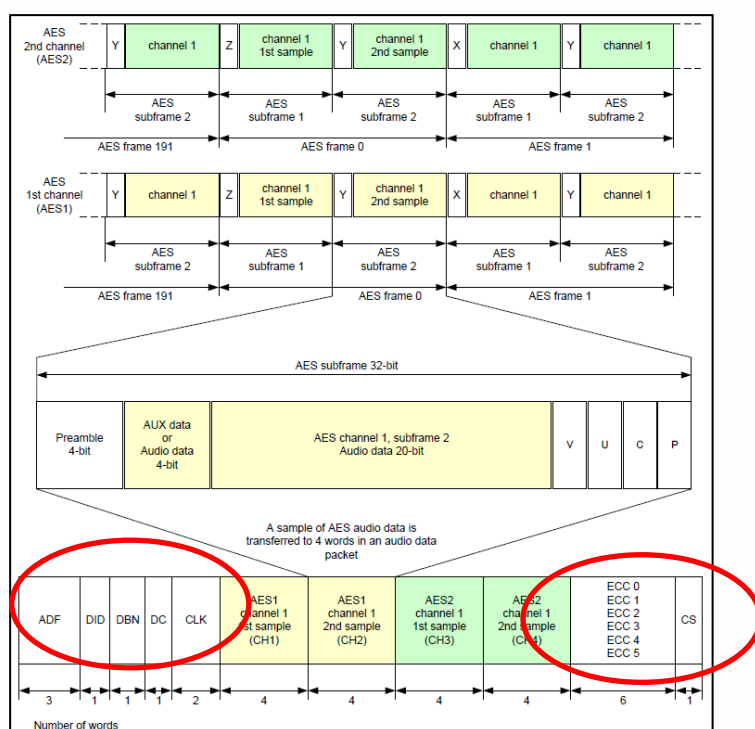 AES
2nd channel
(AES2)
Y
channel 1
Z
channel 1
1st sample
Y
channel 1
2nd sample
X
channel 1
Y
channel 1
AES
subframe 2
AES
subframe 1
AES
subframe 2
AES
subframe 1
AES
subframe 2
AES frame 191
AES frame 0
AES frame 1
AES
1st channel
(AES1)
Y
channel 1
Z
channel 1
1st sample
Y
channel 1
2nd sample
X
channel 1
Y
channel 1
AES
subframe 2
AES
subframe 1
AES
subframe 2
AES
subframe 1
AES
subframe 2
AES frame 191
AES frame 0
AES frame 1
AES subframe 32-bit
Preamble
4-bit
AUX data
or
Audio data
4-bit
AES channel 1, subframe 2
Audio data 20-bit
V
U
C
P
A sample of AES audio data is
transferred to 4 words in an audio data
packet
ADF
DID
DBN
DC
CLK
AES1
channel 1
1st sample
(CH1)
AES1
channel 1
2nd sample
(CH2)
AES2
channel 1
1st sample
(CH3)
AES2
channel 1
2nd sample
(CH4)
ECC 0
ECC 1
ECC 2
ECC 3
ECC 4
ECC 5
CS
3
1
1
1
2
4
4
4
4
6
1
Number of words